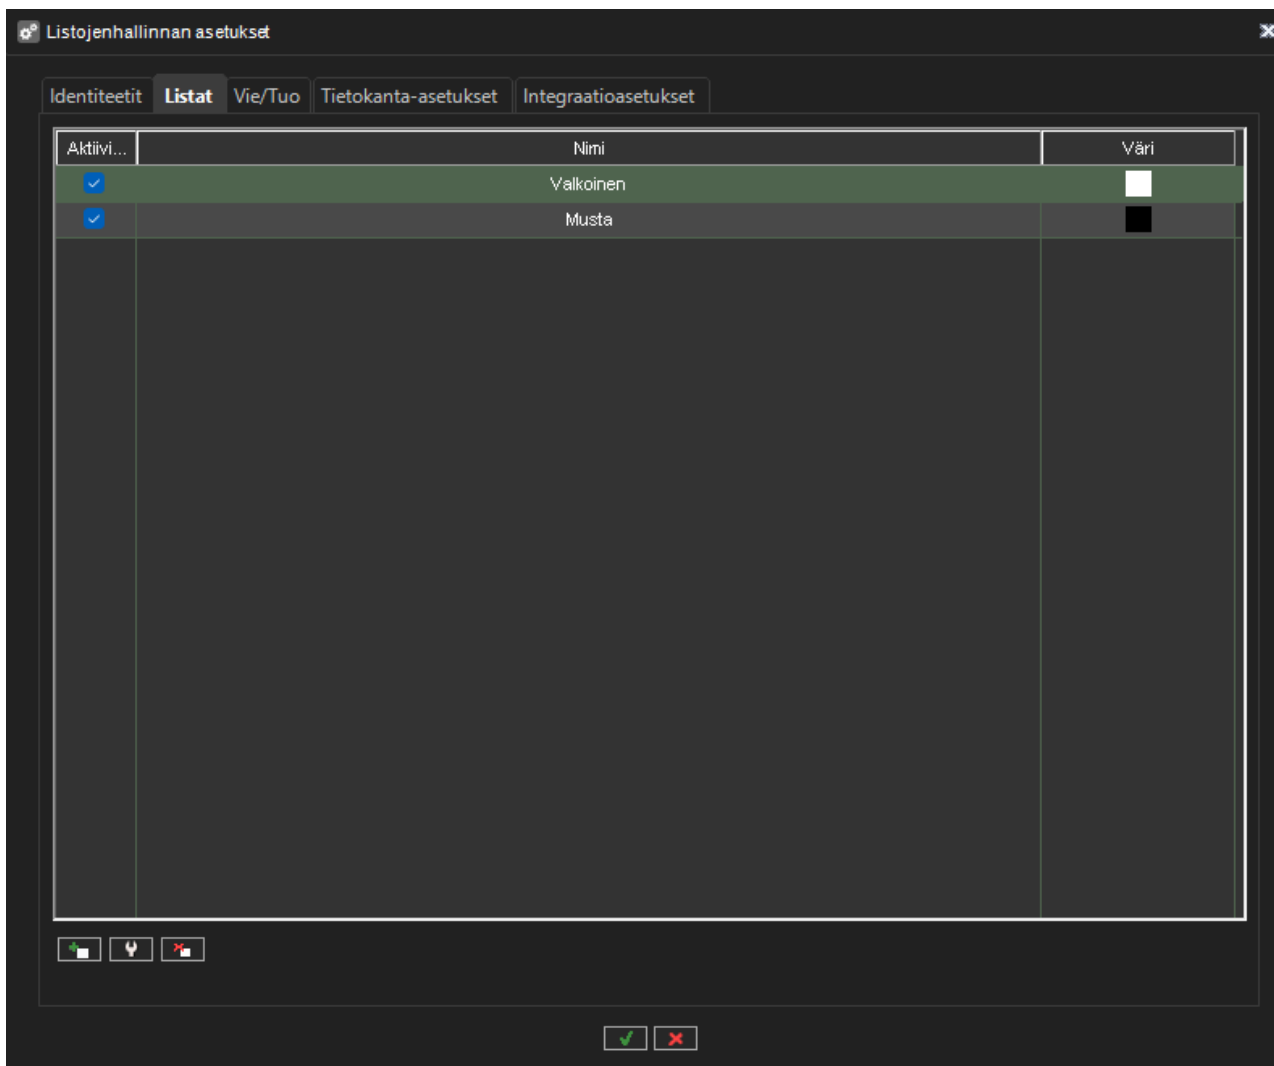 Listojenhallinnan asetukset
Identiteetit Listat Vie/Tuo Tietokanta-asetukset Integraatioasetukset
Aktiivi... Nimi Väri
Valkoinen
Musta